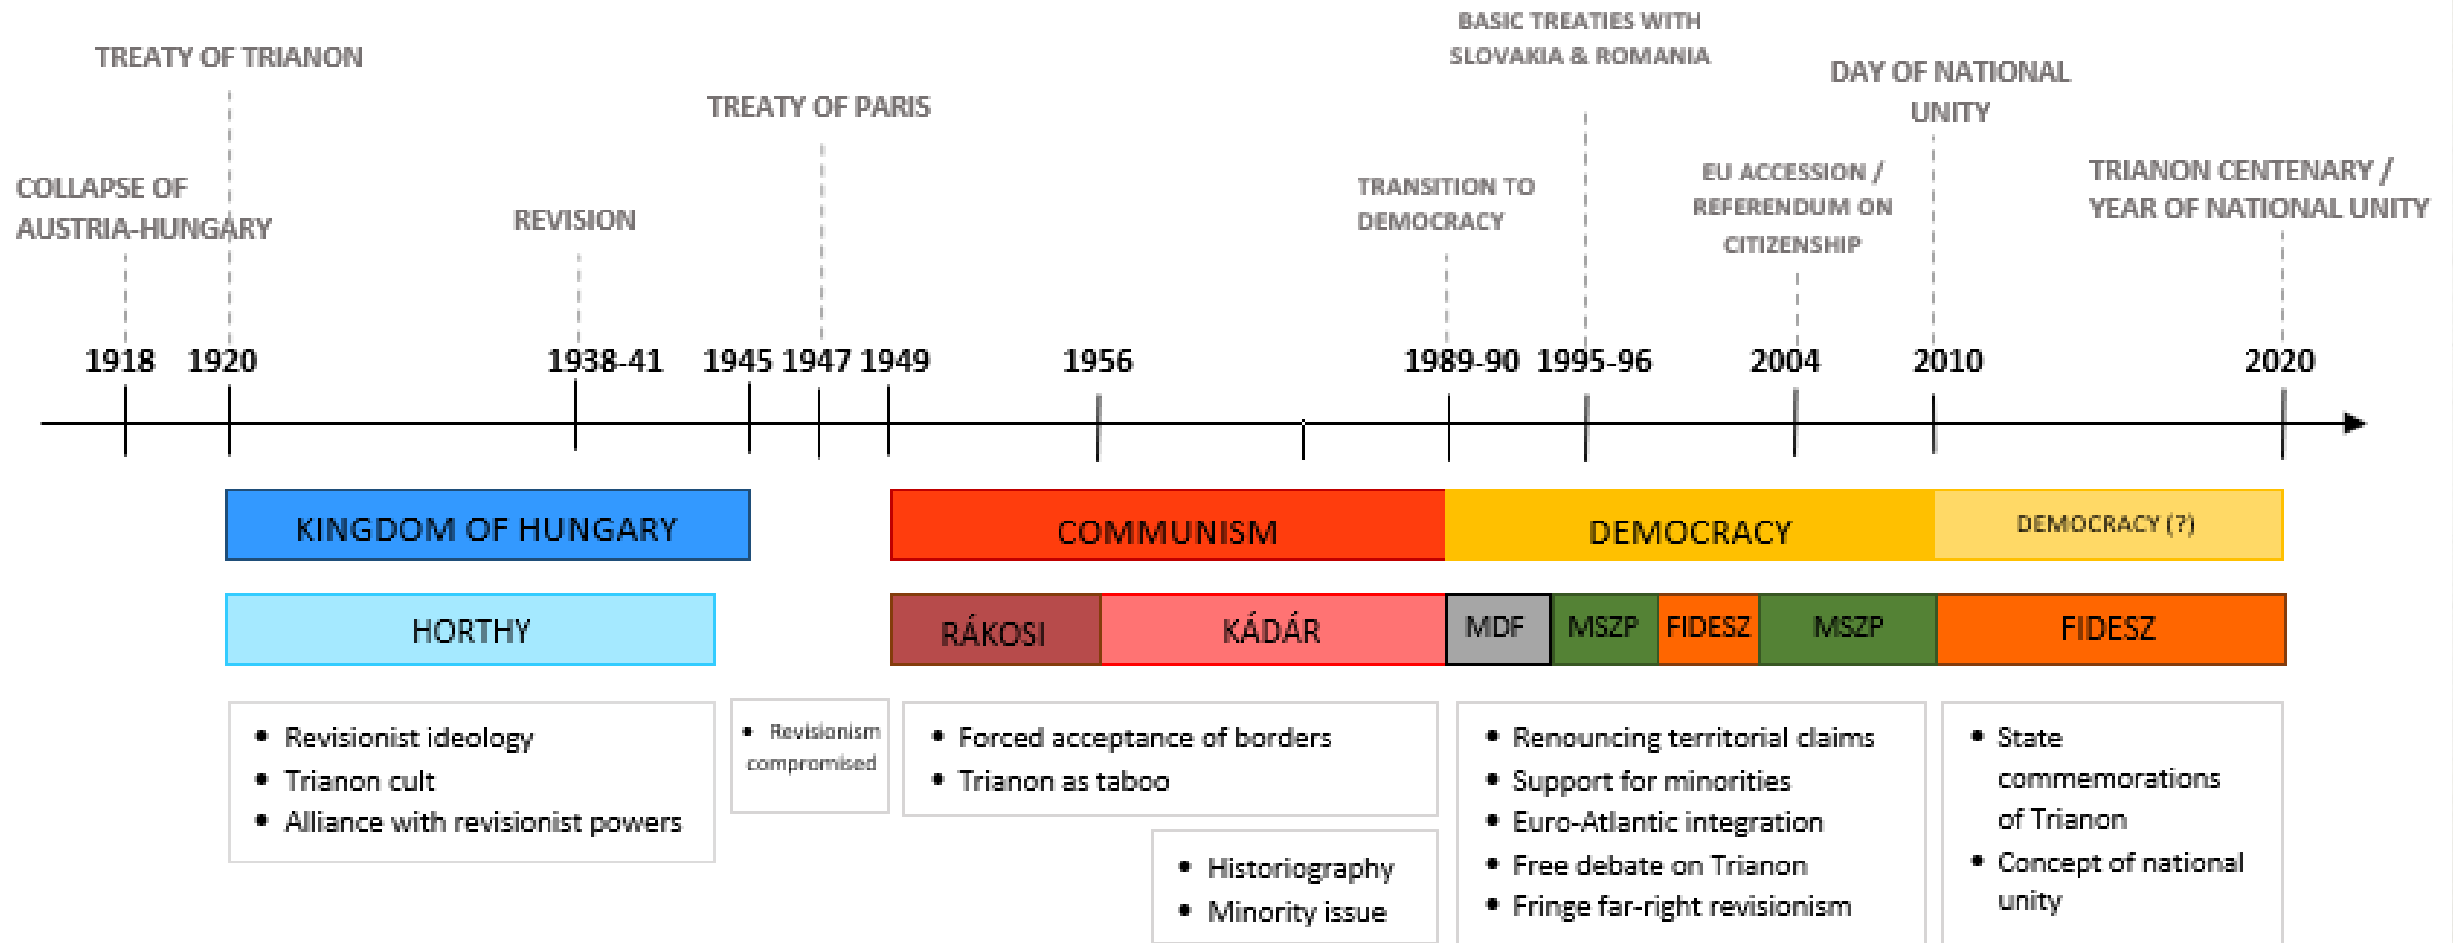 BASIC TREATIES WITH
SLOVAKIA & ROMANIA
TREATY OF TRIANON
DAY OF NATIONAL
UNITY
TREATY OF PARIS
COLLAPSE OF
AUSTRIA-HUNGARY
REVISION
TRANSITION TO
DEMOCRACY
EU ACCESSION /
REFERENDUM ON
CITIZENSHIP
TRIANON CENTENARY /
YEAR OF NATIONAL UNITY
1918 1920 1938-41 1945 1947 1949 1956 1989-90 1995-96 2004 2010 2020
KINGDOM OF HUNGARY
COMMUNISM
DEMOCRACY
DEMOCRACY (?)
HORTHY
RÁKOSI
KÁDÁR
MDF
MSZP
FIDESZ
MSZP
FIDESZ
• Revisionist ideology
• Trianon cult
• Alliance with revisionist powers
• Revisionism
compromised
• Forced acceptance of borders
• Trianon as taboo
• Historiography
• Minority issue
• Renouncing territorial claims
• Support for minorities
• Euro-Atlantic integration
• Free debate on Trianon
• Fringe far-right revisionism
• State
commemorations
of Trianon
• Concept of national
unity